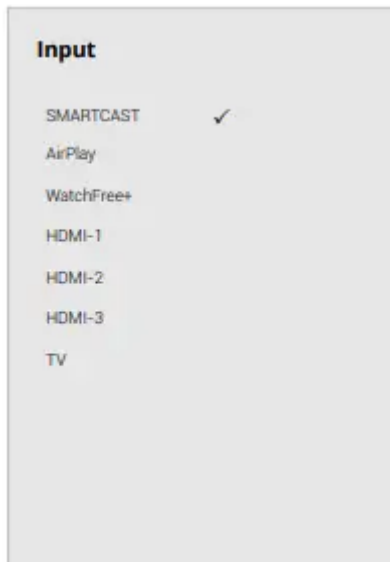 Input
SMARTCAST ✓
AirPlay
WatchFree+
HDMI-1
HDMI-2
HDMI-3
TV